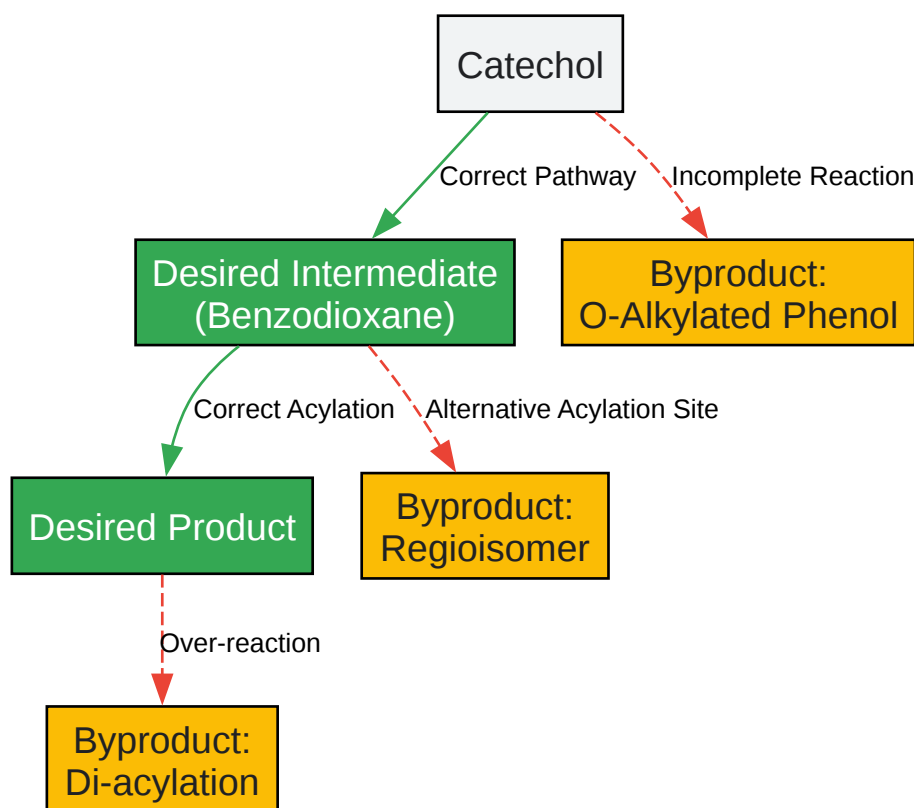 Catechol
Correct Pathway
Incomplete Reaction
Desired Intermediate
(Benzodioxane)
Byproduct:
O-Alkylated Phenol
Correct Acylation
Alternative Acylation Site
Desired Product
Byproduct:
Regioisomer
Over-reaction
Byproduct:
Di-acylation